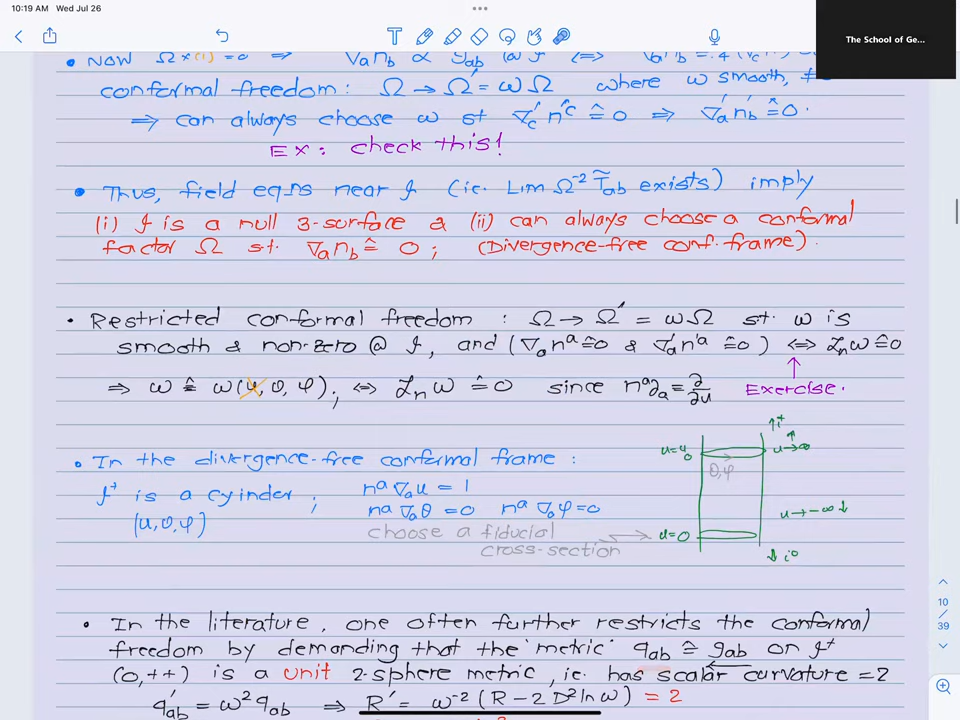 10:19 AM Wed Jul 26
The School of Ge...
• Now Ω × (i) = 0 ⇒ ∇a nb ∝ gab @ ℐ ⇔
conformal freedom : Ω → Ω' = ω Ω where ω smooth,
⇒ can always choose ω st ∇'c n'c ≙ 0 ⇒ ∇'a n'b ≙ 0.
Ex : check this!
• Thus, field eqns near ℐ (ie. Lim Ω⁻² T̃ab exists) imply
(i) ℐ is a null 3-surface & (ii) can always choose a conformal
factor Ω st. ∇a nb ≙ 0 ; (Divergence-free conf. frame).
• Restricted conformal freedom : Ω → Ω' = ωΩ st. ω is
smooth & non-zero @ ℐ, and (∇a nᵃ ≙ 0 & ∇'a n'ᵃ ≙ 0) ⇔ ℒn ω ≙ 0
⇒ ω ≙ ω(u, θ, φ) ; ⇔ ℒn ω ≙ 0 since nᵃ∂a = ∂/∂u
Exercise.
• In the divergence-free conformal frame :
ℐ⁺ is a cylinder ; nᵃ ∇a u = 1
(u, θ, φ) nᵃ ∇a θ = 0 nᵃ ∇a φ = 0
choose a fiducial
cross-section
↑ i⁺
u = u₀ u → ∞
θ, φ
u → -∞ ↓
u = 0
↓ i⁰
• In the literature, one often further restricts the conformal
freedom by demanding that the 'metric' qab ≙ gab on ℐ⁺
(0,++) is a unit 2-sphere metric, ie. has scalar curvature = 2
q'ab = ω² qab ⇒ R' = ω⁻² (R - 2 D² ln ω) = 2
10
39